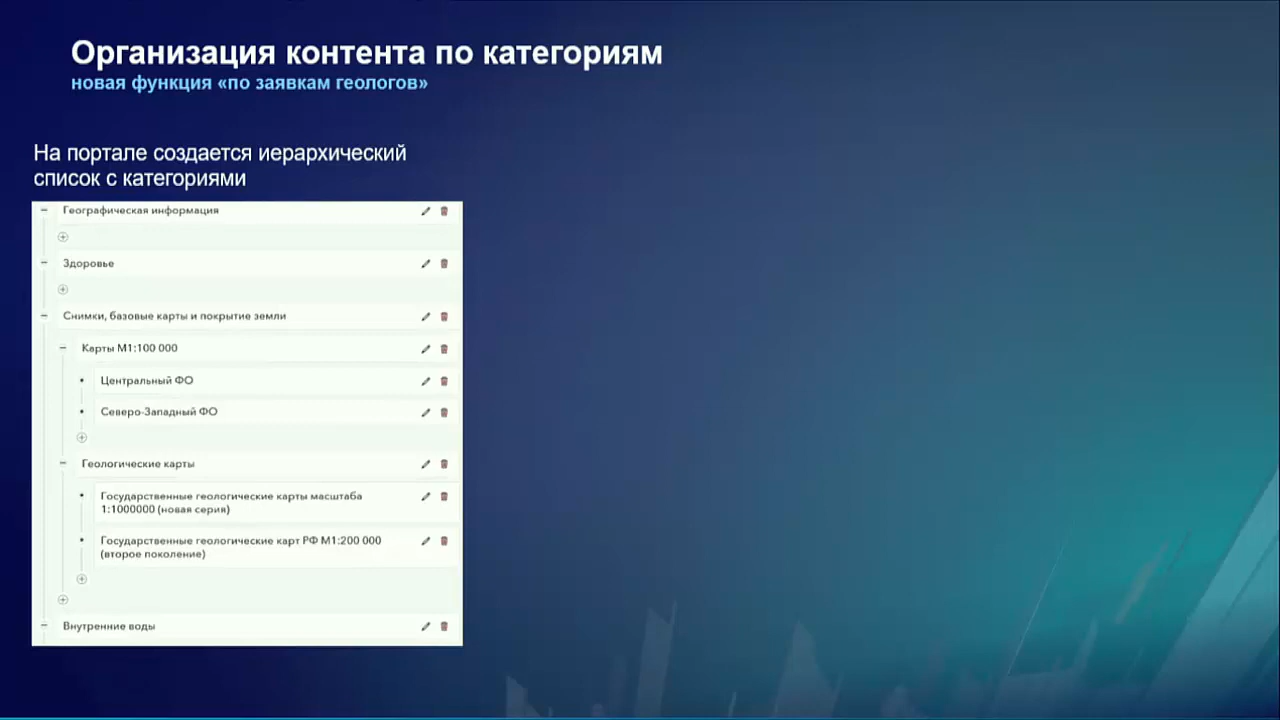 Организация контента по категориям
новая функция «по заявкам геологов»
На портале создается иерархический
список с категориями
Географическая информация
Здоровье
Снимки, базовые карты и покрытие земли
Карты М1:100 000
Центральный ФО
Северо-Западный ФО
Геологические карты
Государственные геологические карты масштаба
1:1000000 (новая серия)
Государственные геологические карт РФ М1:200 000
(второе поколение)
Внутренние воды